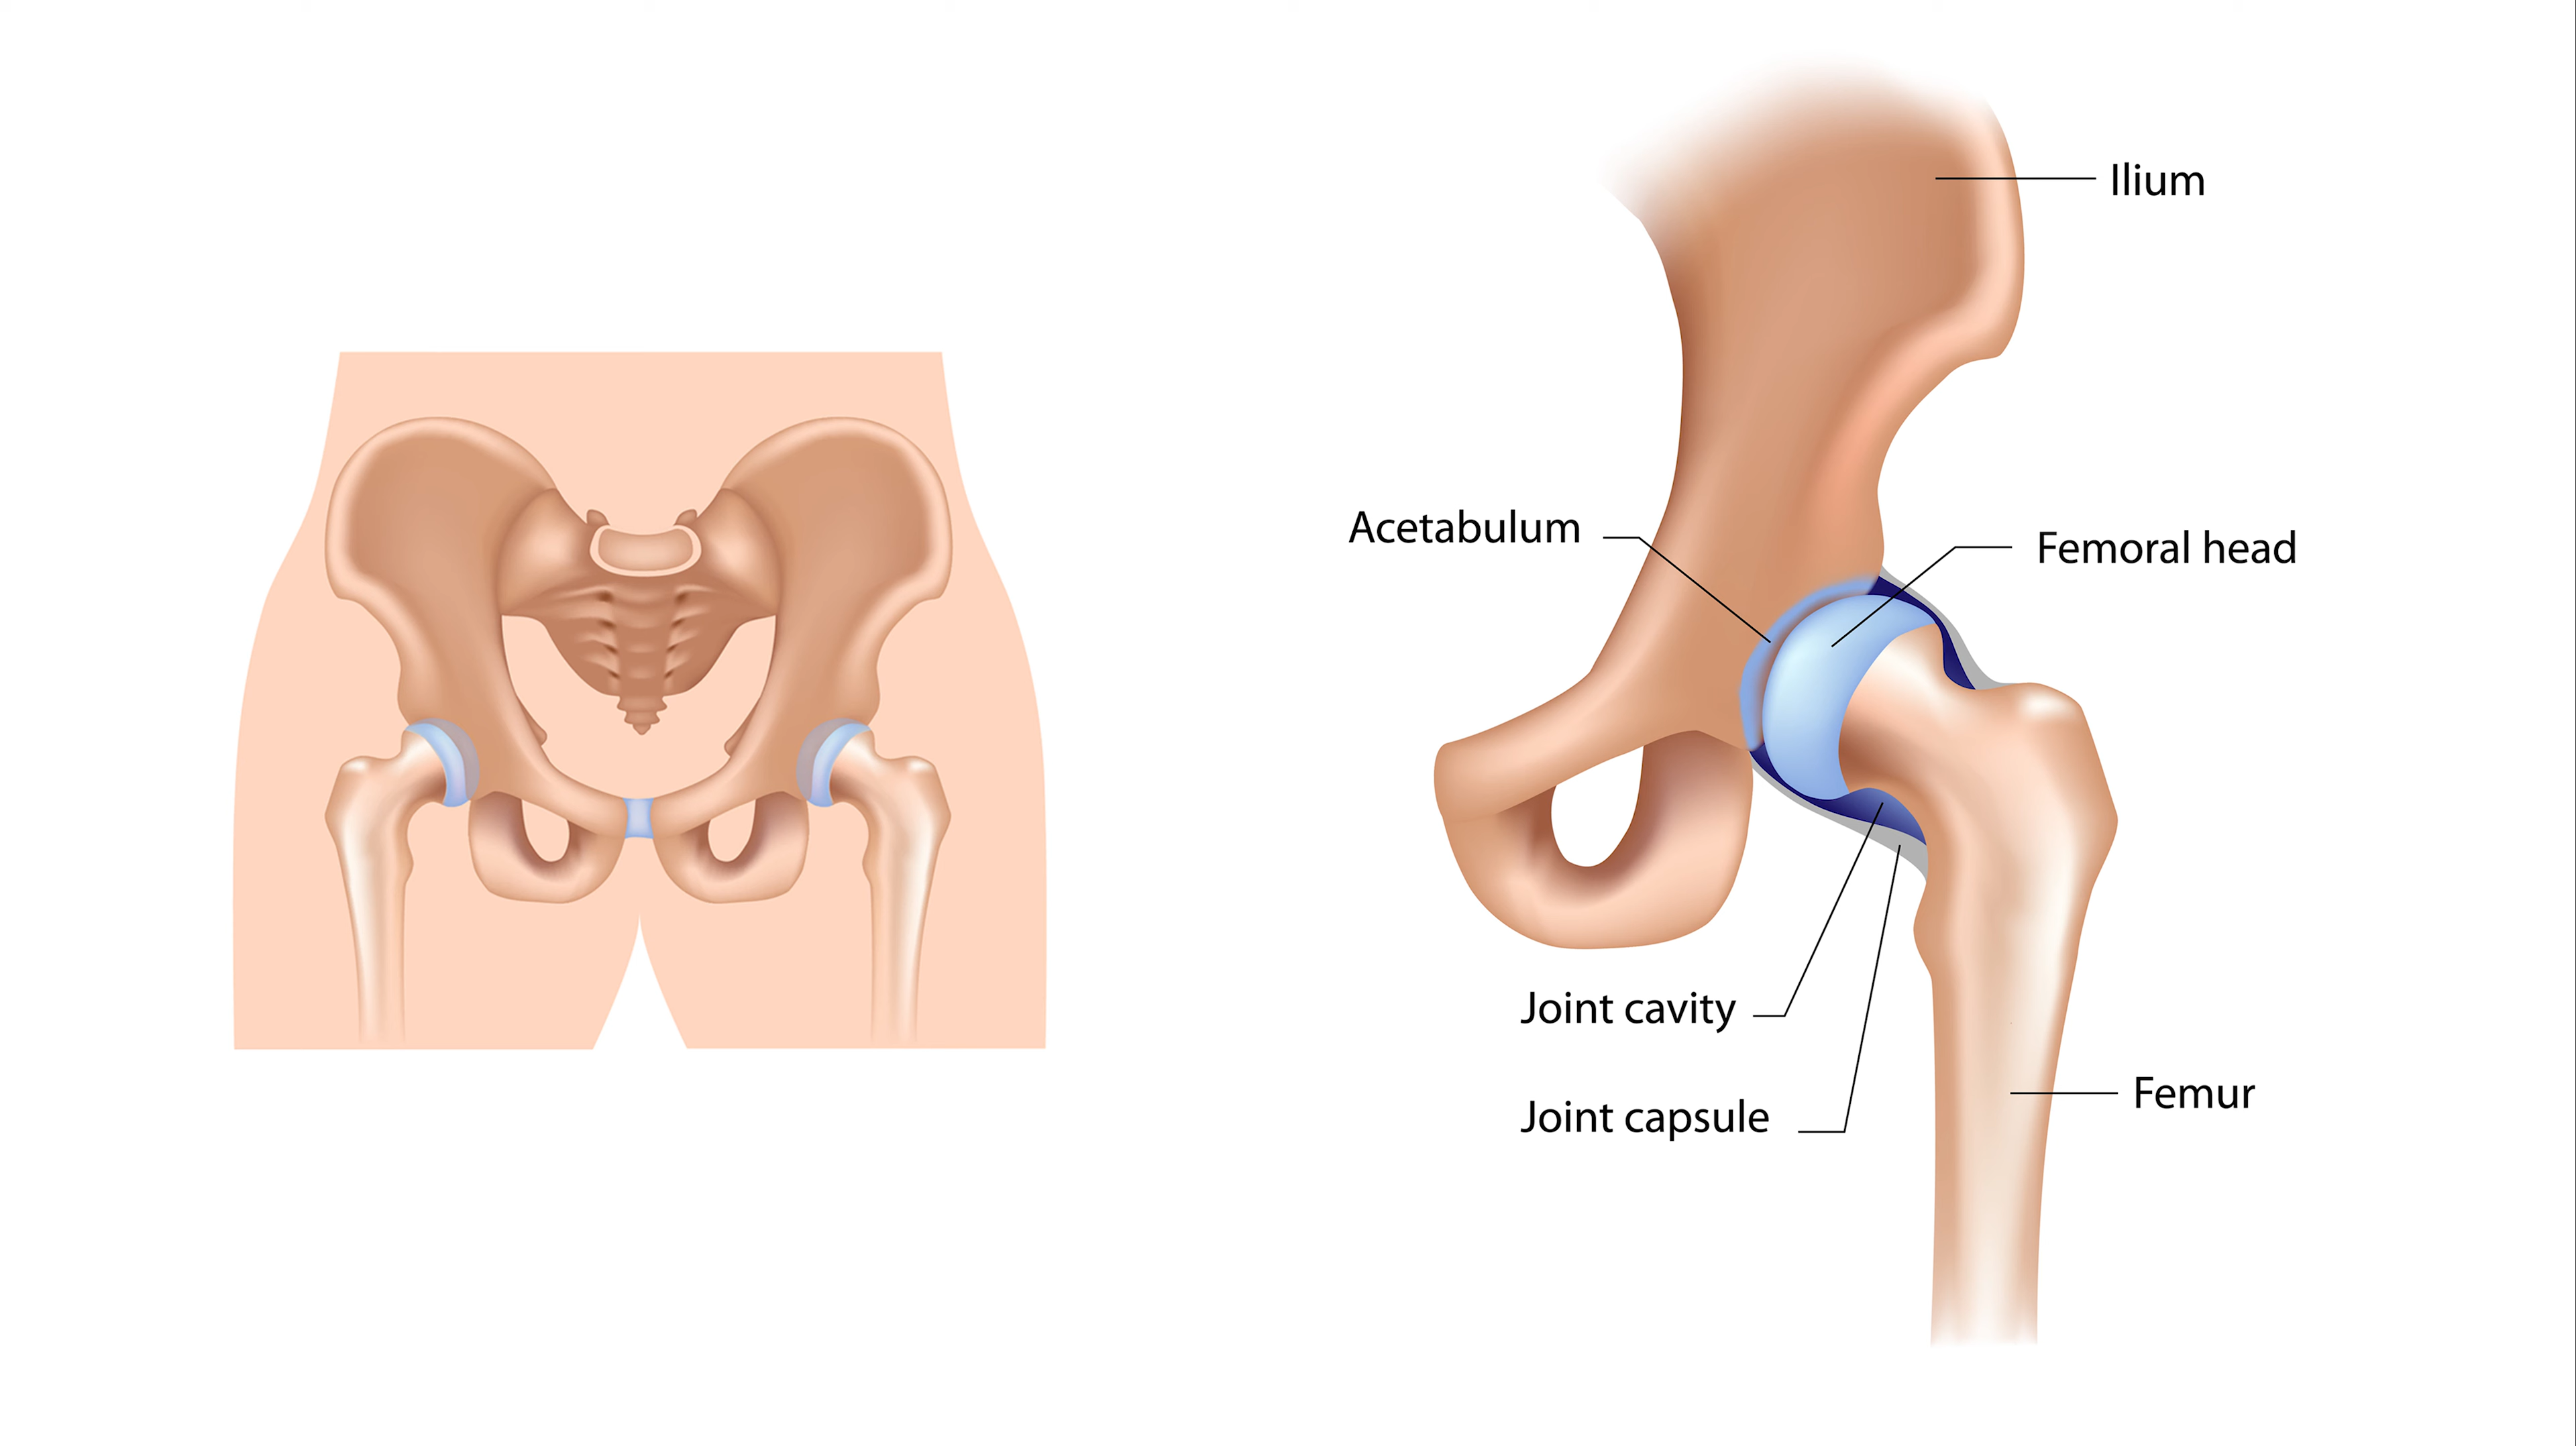 Ilium
Acetabulum
Femoral head
Joint cavity
Joint capsule
Femur